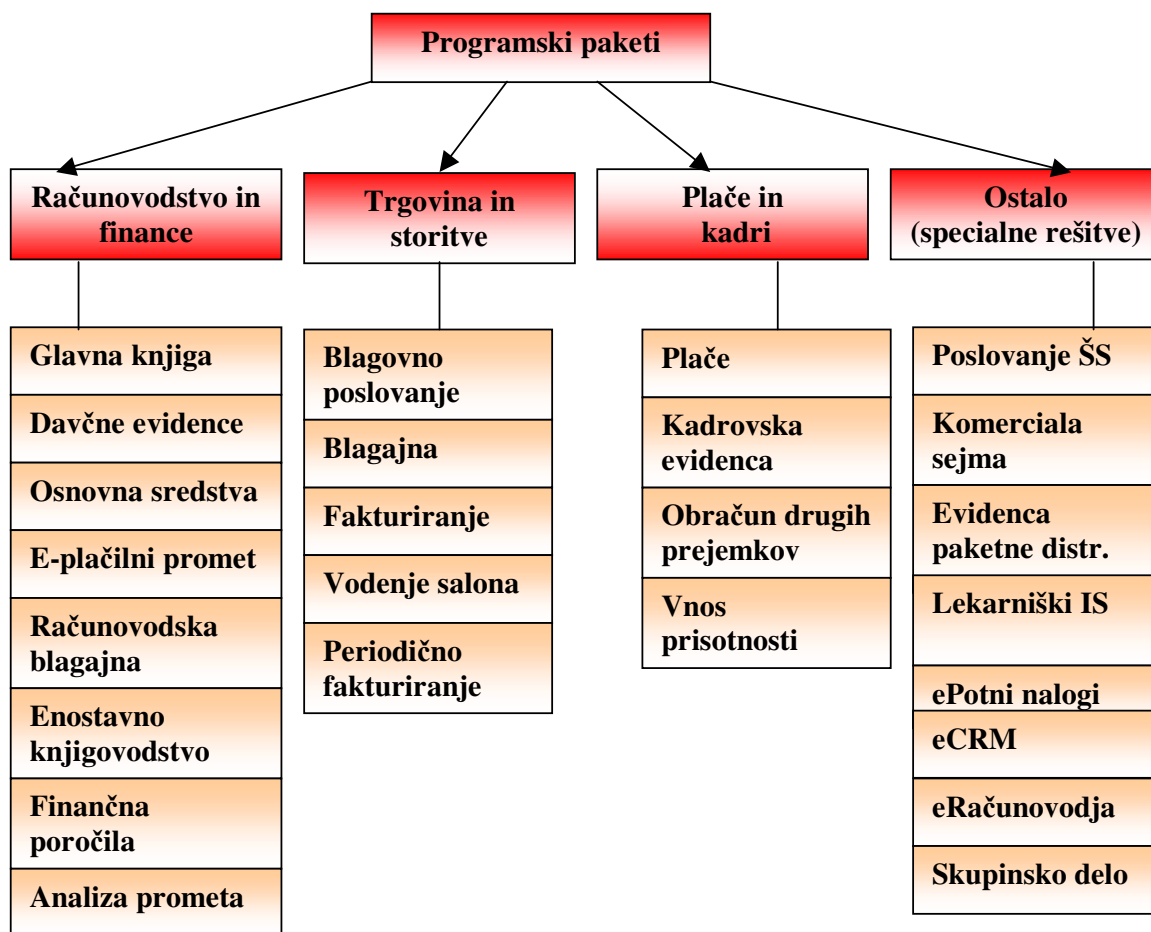 Programski paketi
Računovodstvo in
finance
Trgovina in
storitve
Plače in
kadri
Ostalo
(specialne rešitve)
Glavna knjiga
Davčne evidence
Osnovna sredstva
E-plačilni promet
Računovodska
blagajna
Enostavno
knjigovodstvo
Finančna
poročila
Analiza prometa
Blagovno
poslovanje
Blagajna
Fakturiranje
Vodenje salona
Periodično
fakturiranje
Plače
Kadrovska
evidenca
Obračun drugih
prejemkov
Vnos
prisotnosti
Poslovanje ŠS
Komerciala
sejma
Evidenca
paketne distr.
Lekarniški IS
ePotni nalogi
eCRM
eRačunovodja
Skupinsko delo